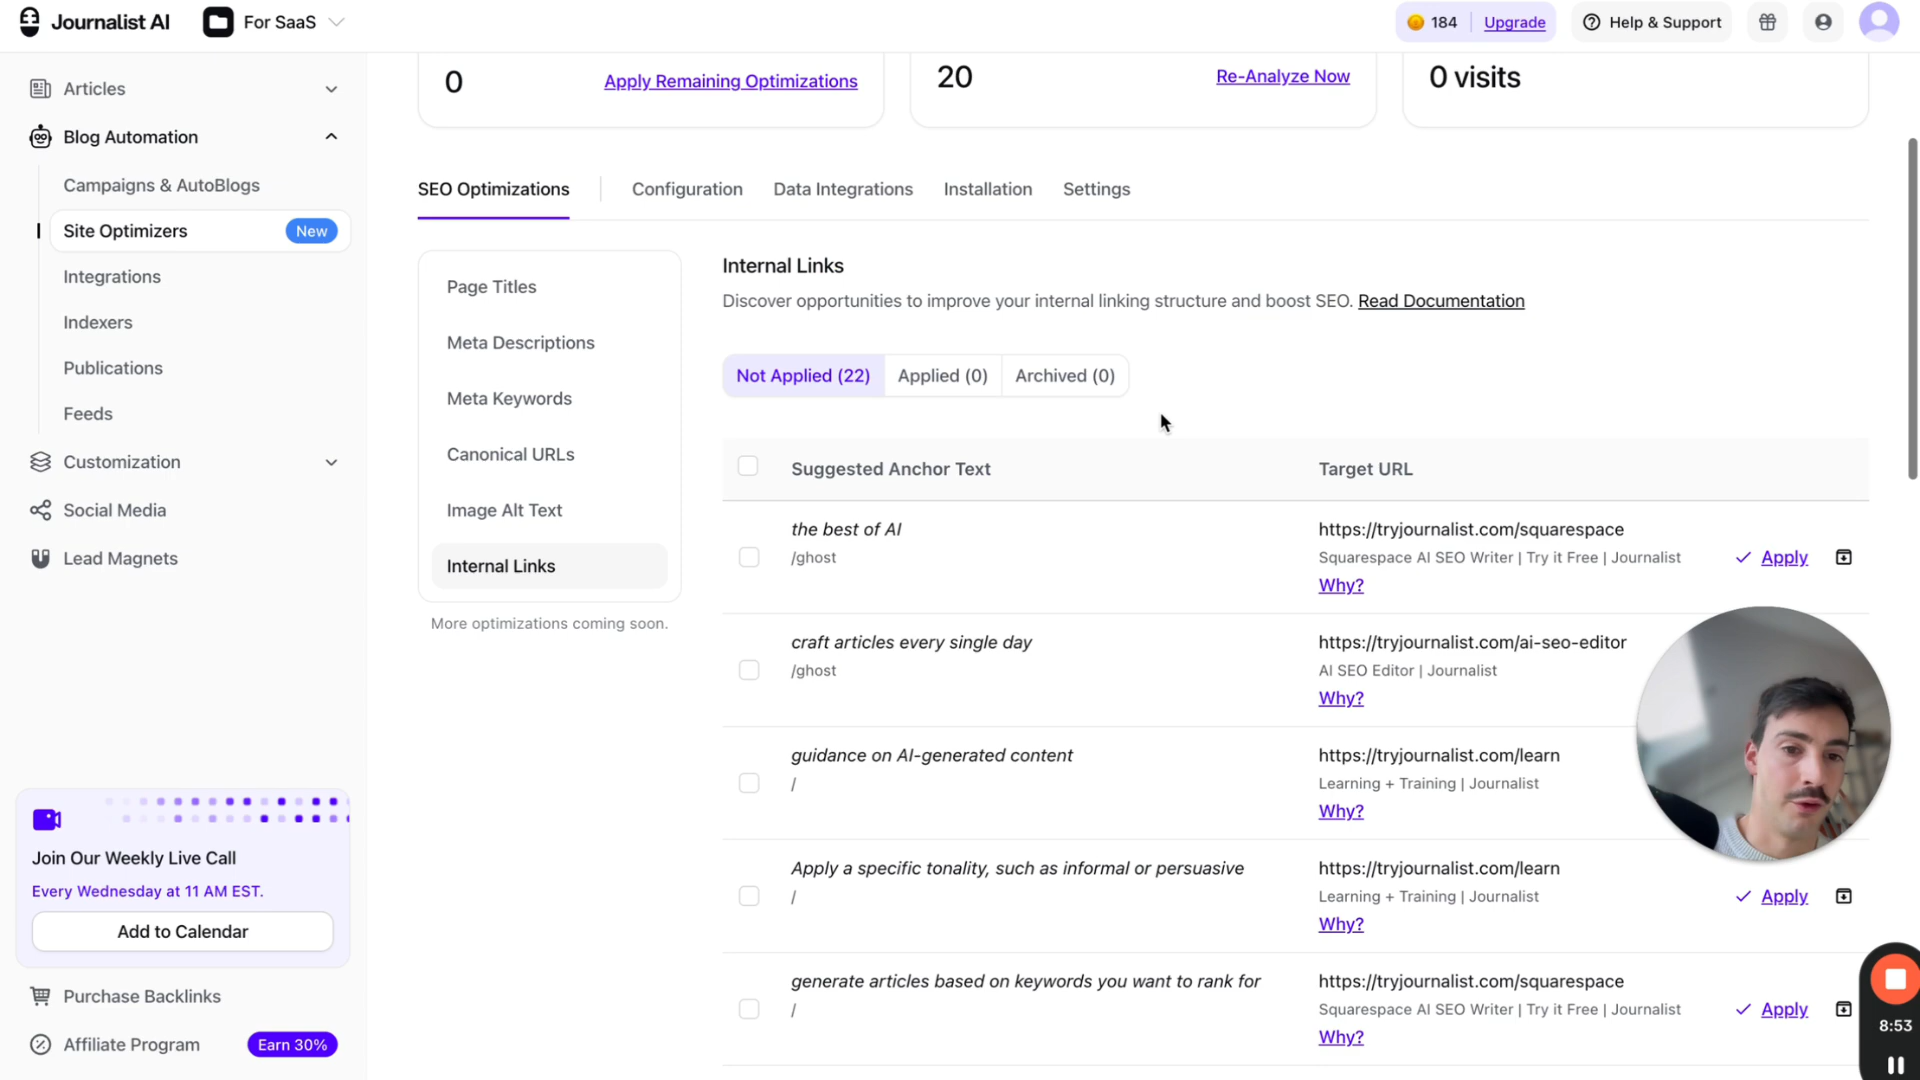 Journalist AI
For SaaS
184
Upgrade
Help & Support
Articles
Blog Automation
Campaigns & AutoBlogs
Site Optimizers
New
Integrations
Indexers
Publications
Feeds
Customization
Social Media
Lead Magnets
Join Our Weekly Live Call
Every Wednesday at 11 AM EST.
Add to Calendar
Purchase Backlinks
Affiliate Program
Earn 30%
0
Apply Remaining Optimizations
20
Re-Analyze Now
0 visits
SEO Optimizations
Configuration
Data Integrations
Installation
Settings
Page Titles
Meta Descriptions
Meta Keywords
Canonical URLs
Image Alt Text
Internal Links
More optimizations coming soon.
Internal Links
Discover opportunities to improve your internal linking structure and boost SEO. Read Documentation
Not Applied (22)
Applied (0)
Archived (0)
Suggested Anchor Text
Target URL
the best of AI
/ghost
https://tryjournalist.com/squarespace
Squarespace AI SEO Writer | Try it Free | Journalist
Why?
Apply
craft articles every single day
/ghost
https://tryjournalist.com/ai-seo-editor
AI SEO Editor | Journalist
Why?
guidance on AI-generated content
/
https://tryjournalist.com/learn
Learning + Training | Journalist
Why?
Apply a specific tonality, such as informal or persuasive
/
https://tryjournalist.com/learn
Learning + Training | Journalist
Why?
Apply
generate articles based on keywords you want to rank for
/
https://tryjournalist.com/squarespace
Squarespace AI SEO Writer | Try it Free | Journalist
Why?
Apply
8:53